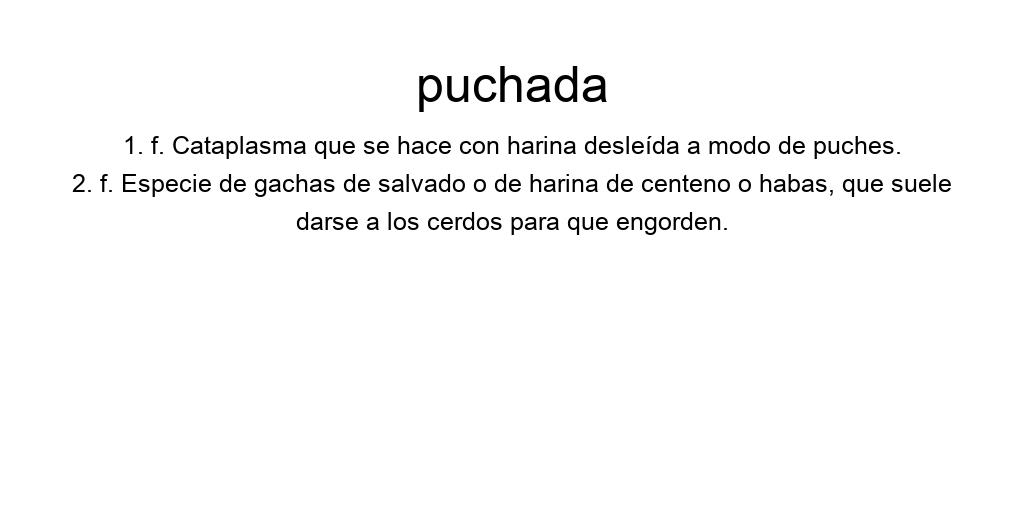 puchada
1. f. Cataplasma que se hace con harina desleída a modo de puches.
2. f. Especie de gachas de salvado o de harina de centeno o habas, que suele
darse a los cerdos para que engorden.